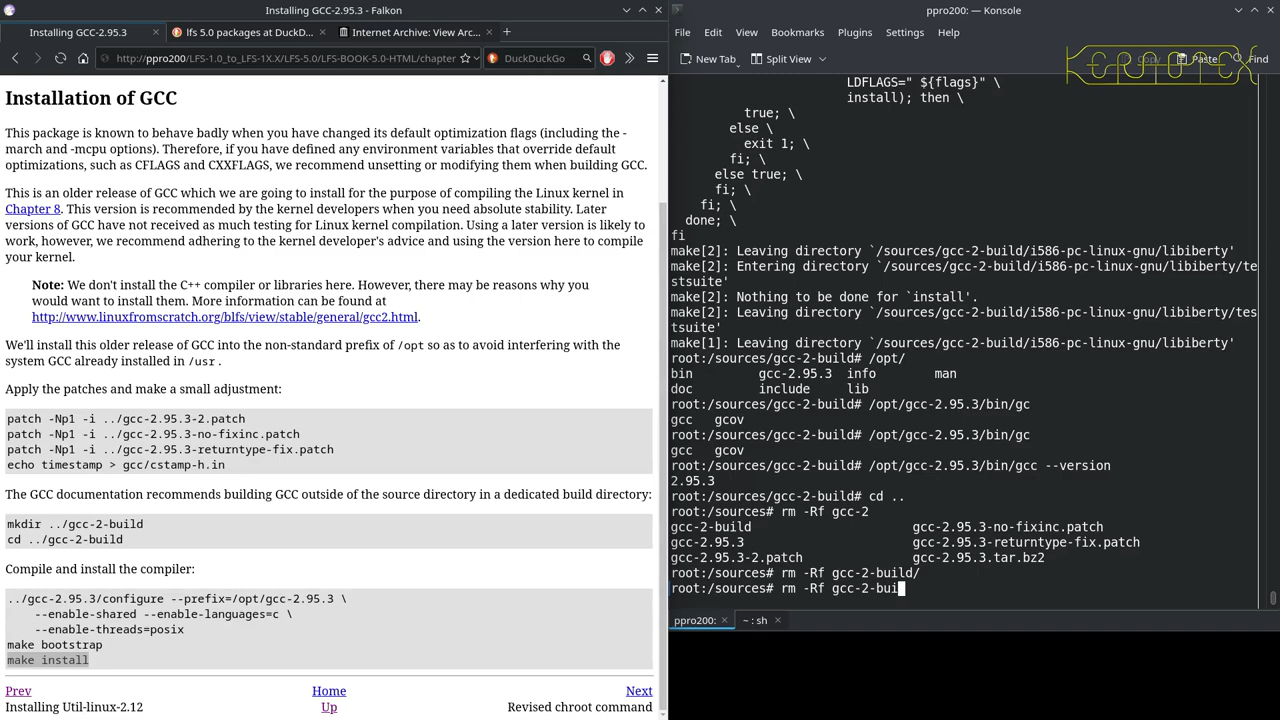 Installing GCC-2.95.3 - Falkon
Installing GCC-2.95.3
lfs 5.0 packages at DuckD...
Internet Archive: View Arc...
http://ppro200/LFS-1.0_to_LFS-1X.X/LFS-5.0/LFS-BOOK-5.0-HTML/chapter
DuckDuckGo
Installation of GCC
This package is known to behave badly when you have changed its default optimization flags (including the -
march and -mcpu options). Therefore, if you have defined any environment variables that override default
optimizations, such as CFLAGS and CXXFLAGS, we recommend unsetting or modifying them when building GCC.
This is an older release of GCC which we are going to install for the purpose of compiling the Linux kernel in
Chapter 8. This version is recommended by the kernel developers when you need absolute stability. Later
versions of GCC have not received as much testing for Linux kernel compilation. Using a later version is likely to
work, however, we recommend adhering to the kernel developer's advice and using the version here to compile
your kernel.
Note: We don't install the C++ compiler or libraries here. However, there may be reasons why you
would want to install them. More information can be found at
http://www.linuxfromscratch.org/blfs/view/stable/general/gcc2.html.
We'll install this older release of GCC into the non-standard prefix of /opt so as to avoid interfering with the
system GCC already installed in /usr .
Apply the patches and make a small adjustment:
patch -Np1 -i ../gcc-2.95.3-2.patch
patch -Np1 -i ../gcc-2.95.3-no-fixinc.patch
patch -Np1 -i ../gcc-2.95.3-returntype-fix.patch
echo timestamp > gcc/cstamp-h.in
The GCC documentation recommends building GCC outside of the source directory in a dedicated build directory:
mkdir ../gcc-2-build
cd ../gcc-2-build
Compile and install the compiler:
../gcc-2.95.3/configure --prefix=/opt/gcc-2.95.3 \
--enable-shared --enable-languages=c \
--enable-threads=posix
make bootstrap
make install
Prev Home Next
Installing Util-linux-2.12 Up Revised chroot command
ppro200: — Konsole
File Edit View Bookmarks Plugins Settings Help
New Tab Split View Copy Paste Find
LDFLAGS=" ${flags}" \
install); then \
true; \
else \
exit 1; \
fi; \
else true; \
fi; \
fi; \
done; \
fi
make[2]: Leaving directory `/sources/gcc-2-build/i586-pc-linux-gnu/libiberty'
make[2]: Entering directory `/sources/gcc-2-build/i586-pc-linux-gnu/libiberty/te
stsuite'
make[2]: Nothing to be done for `install'.
make[2]: Leaving directory `/sources/gcc-2-build/i586-pc-linux-gnu/libiberty/tes
tsuite'
make[1]: Leaving directory `/sources/gcc-2-build/i586-pc-linux-gnu/libiberty'
root:/sources/gcc-2-build# /opt/
bin gcc-2.95.3 info man
doc include lib
root:/sources/gcc-2-build# /opt/gcc-2.95.3/bin/gc
gcc gcov
root:/sources/gcc-2-build# /opt/gcc-2.95.3/bin/gc
gcc gcov
root:/sources/gcc-2-build# /opt/gcc-2.95.3/bin/gcc --version
2.95.3
root:/sources/gcc-2-build# cd ..
root:/sources# rm -Rf gcc-2
gcc-2-build gcc-2.95.3-no-fixinc.patch
gcc-2.95.3 gcc-2.95.3-returntype-fix.patch
gcc-2.95.3-2.patch gcc-2.95.3.tar.bz2
root:/sources# rm -Rf gcc-2-build/
root:/sources# rm -Rf gcc-2-bui
ppro200: ~ : sh